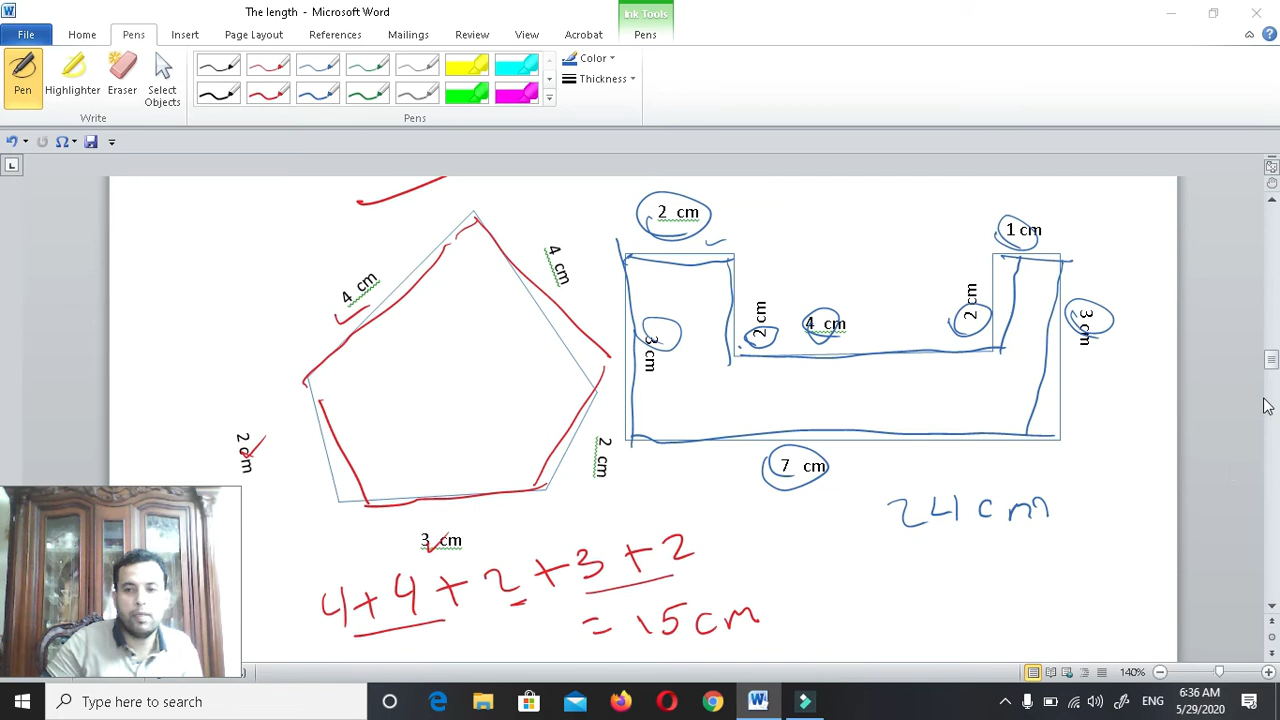 The length - Microsoft Word
Ink Tools
File Home Pens Insert Page Layout References Mailings Review View Acrobat Pens
Pen Highlighter Eraser Select Objects
Color
Thickness
Write
Pens
2 cm
1 cm
4 cm
4 cm
2 cm
4 cm
2 cm
3 cm
3 cm
2 cm
2 cm
7 cm
24 cm
3 cm
4+4+2+3+2
= 15 cm
140%
Type here to search
ENG
6:36 AM
5/29/2020